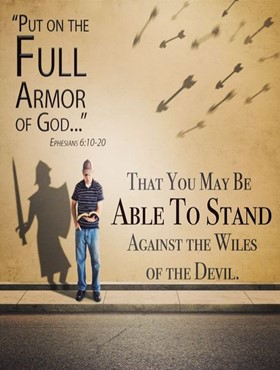 “Put on the
Full
Armor
of God...”
Ephesians 6:10-20
That You May Be
Able To Stand
Against the Wiles
of the Devil.